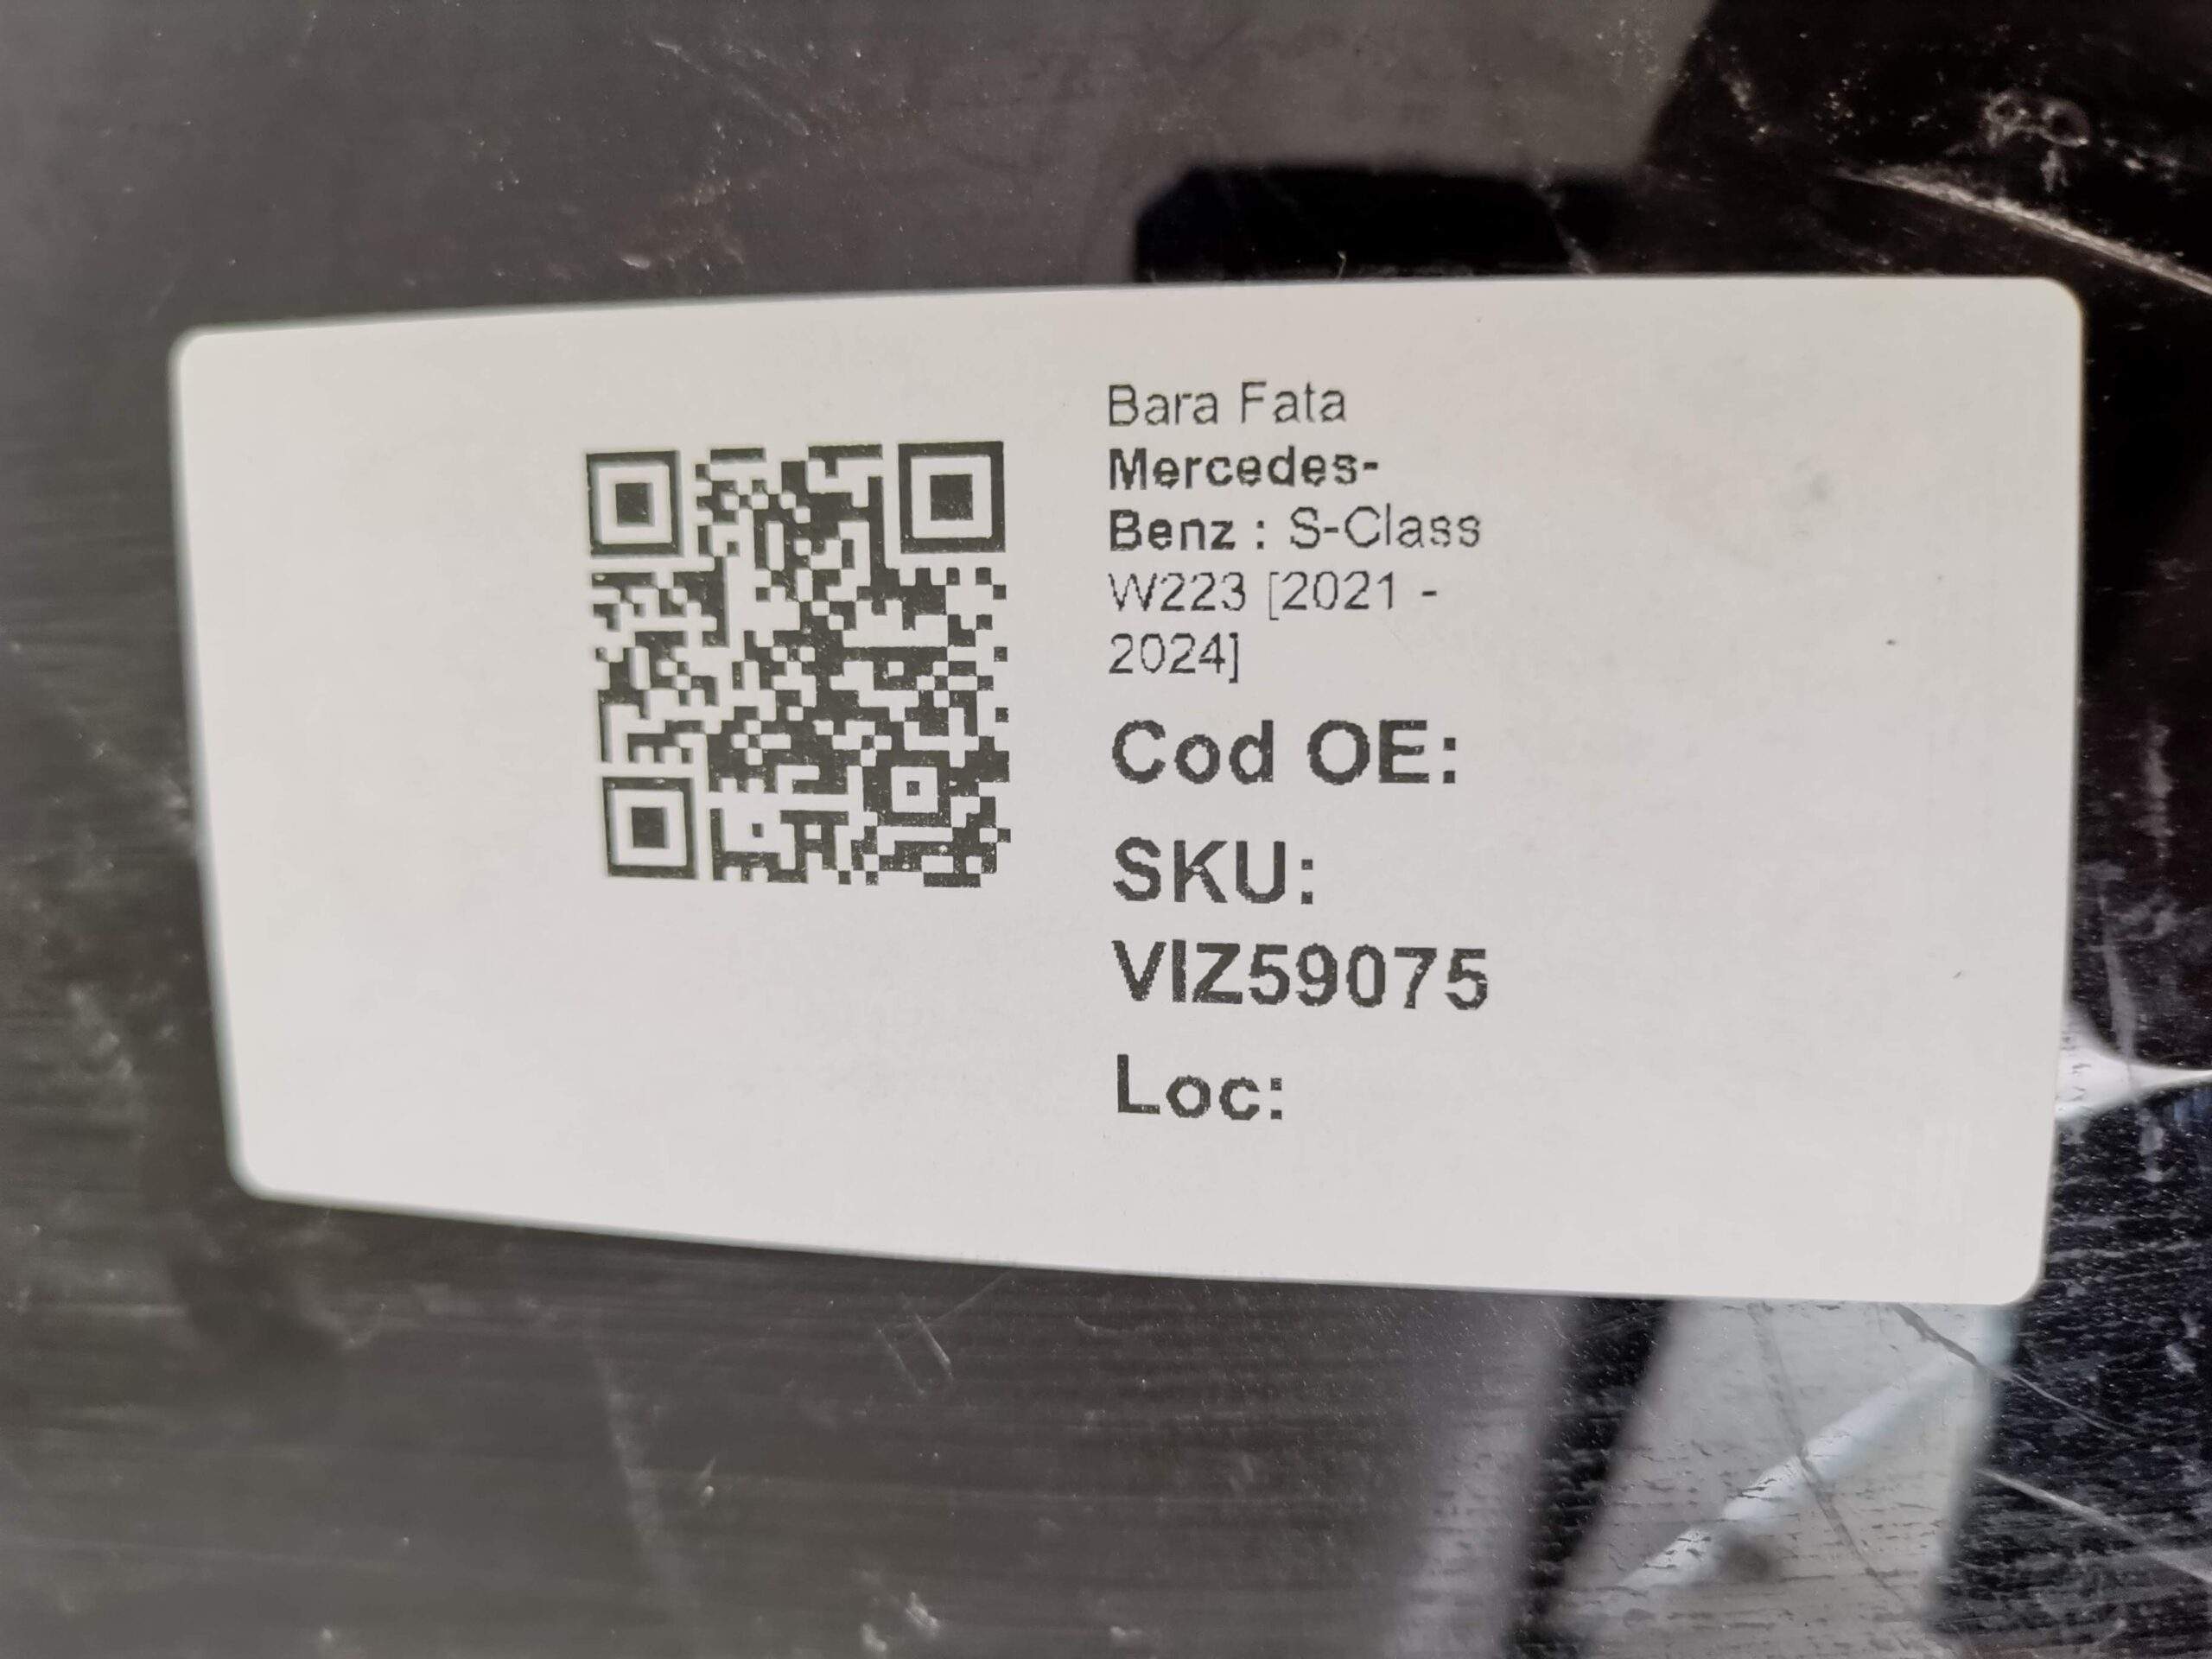 Bara Fata
Mercedes-
Benz : S-Class
W223 [2021 -
2024]
Cod OE:
SKU:
VIZ59075
Loc: